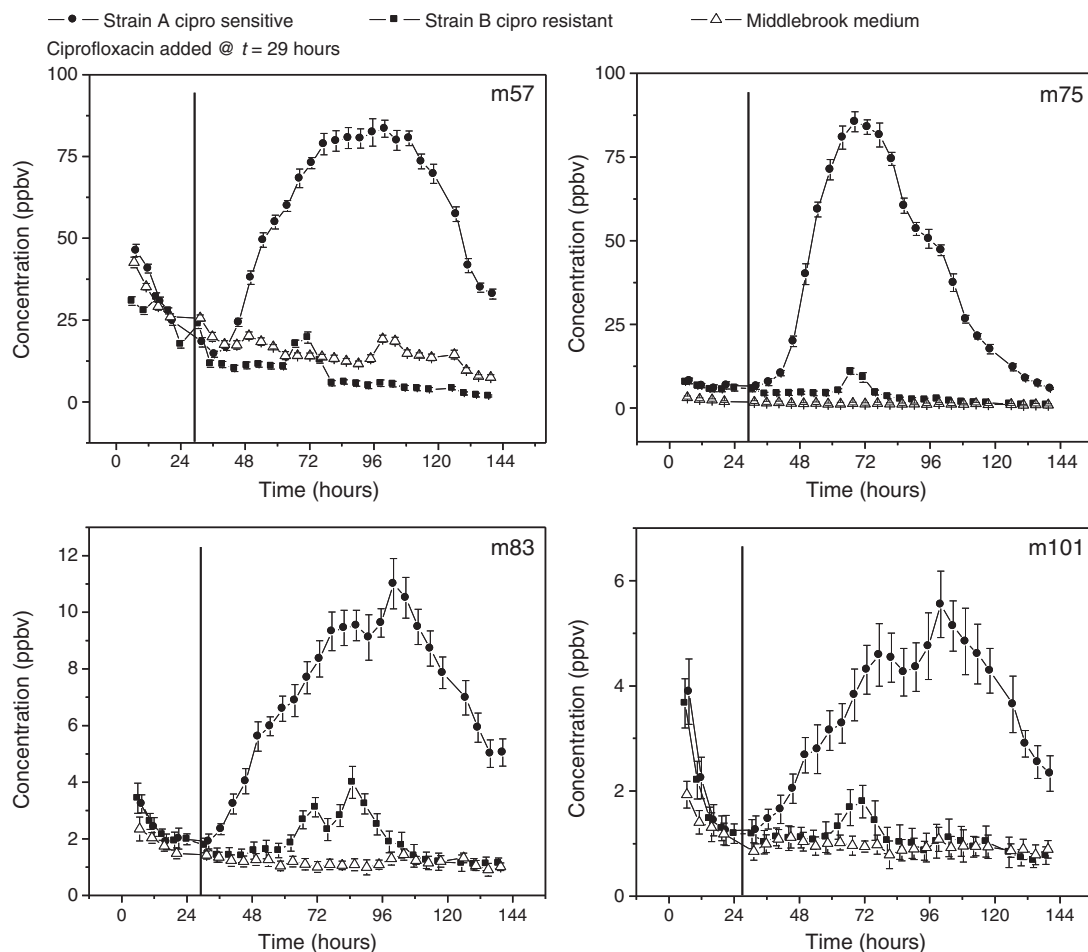 Strain A cipro sensitive Strain B cipro resistant Middlebrook medium
Ciprofloxacin added @ t = 29 hours
m57
Concentration (ppbv)
100
75
50
25
0
0 24 48 72 96 120 144
Time (hours)
m75
Concentration (ppbv)
100
75
50
25
0
0 24 48 72 96 120 144
Time (hours)
m83
Concentration (ppbv)
12
10
8
6
4
2
0
0 24 48 72 96 120 144
Time (hours)
m101
Concentration (ppbv)
6
4
2
0
0 24 48 72 96 120 144
Time (hours)